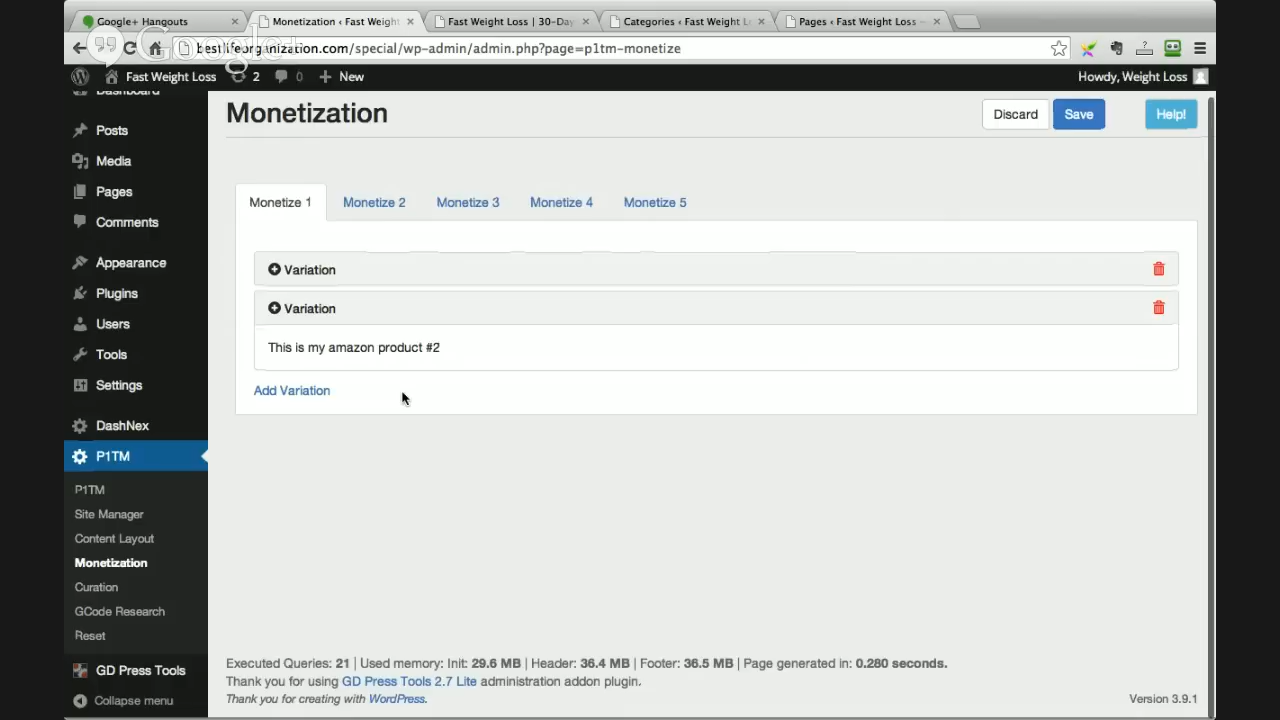 Google+ Hangouts
Monetization ‹ Fast Weight
Fast Weight Loss | 30-Day
Categories ‹ Fast Weight L
Pages ‹ Fast Weight Loss —
Google+
bestlifeorganization.com/special/wp-admin/admin.php?page=p1tm-monetize
Fast Weight Loss 2 0 + New
Howdy, Weight Loss
Dashboard
Posts
Media
Pages
Comments
Appearance
Plugins
Users
Tools
Settings
DashNex
P1TM
P1TM
Site Manager
Content Layout
Monetization
Curation
GCode Research
Reset
GD Press Tools
Collapse menu
Monetization
Discard Save Help!
Monetize 1 Monetize 2 Monetize 3 Monetize 4 Monetize 5
Variation
Variation
This is my amazon product #2
Add Variation
Executed Queries: 21 | Used memory: Init: 29.6 MB | Header: 36.4 MB | Footer: 36.5 MB | Page generated in: 0.280 seconds.
Thank you for using GD Press Tools 2.7 Lite administration addon plugin.
Thank you for creating with WordPress.
Version 3.9.1